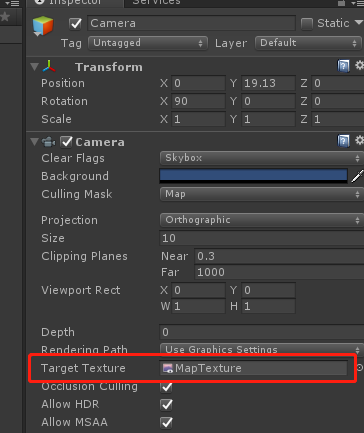 Inspector Services
Camera Static
Tag Untagged Layer Default
Transform
Position X 0 Y 19.13 Z 0
Rotation X 90 Y 0 Z 0
Scale X 1 Y 1 Z 1
Camera
Clear Flags Skybox
Background
Culling Mask Map
Projection Orthographic
Size 10
Clipping Planes Near 0.3
Far 1000
Viewport Rect X 0 Y 0
W 1 H 1
Depth 0
Rendering Path Use Graphics Settings
Target Texture MapTexture
Occlusion Culling
Allow HDR
Allow MSAA